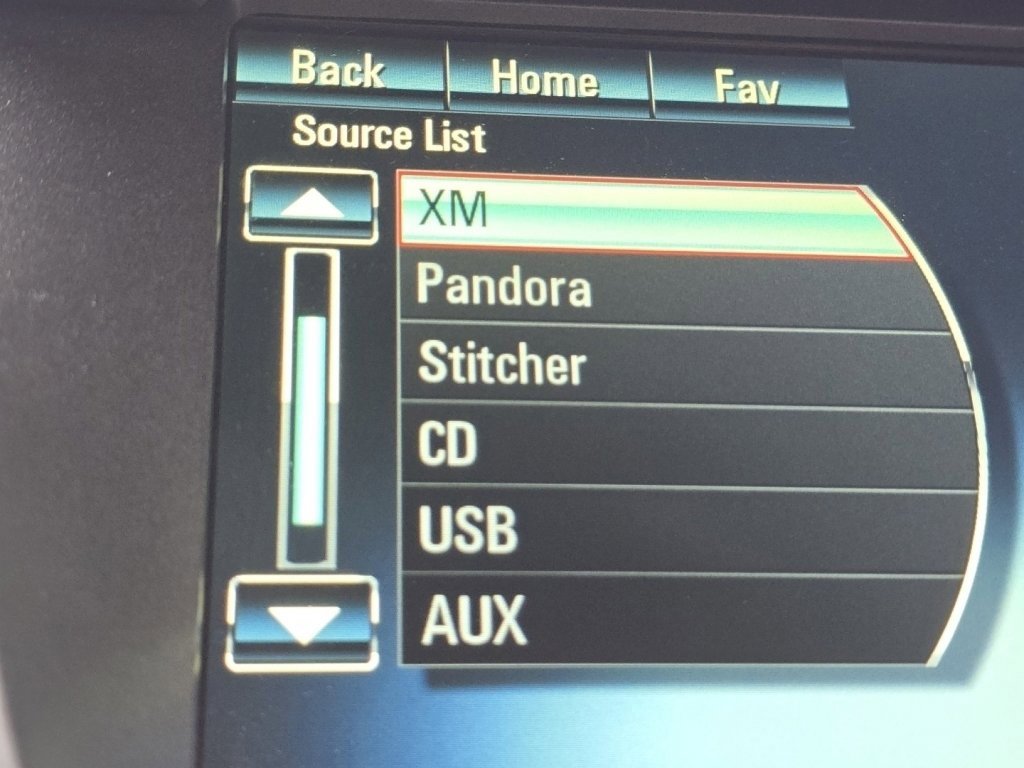 Back Home Fav
Source List
XM
Pandora
Stitcher
CD
USB
AUX